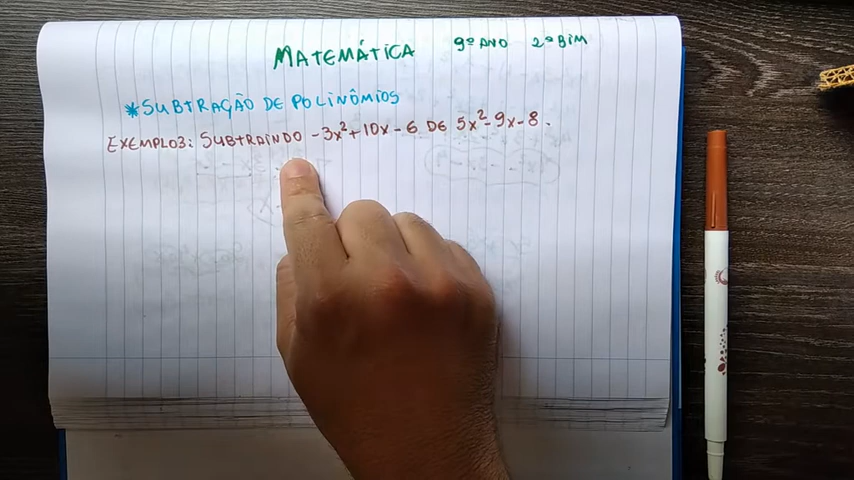 MATEMÁTICA 9º ANO 2º BIM
*SUBTRAÇÃO DE POLINÔMIOS
EXEMPLO3: SUBTRAINDO -3x²+10x-6 DE 5x²-9x-8.